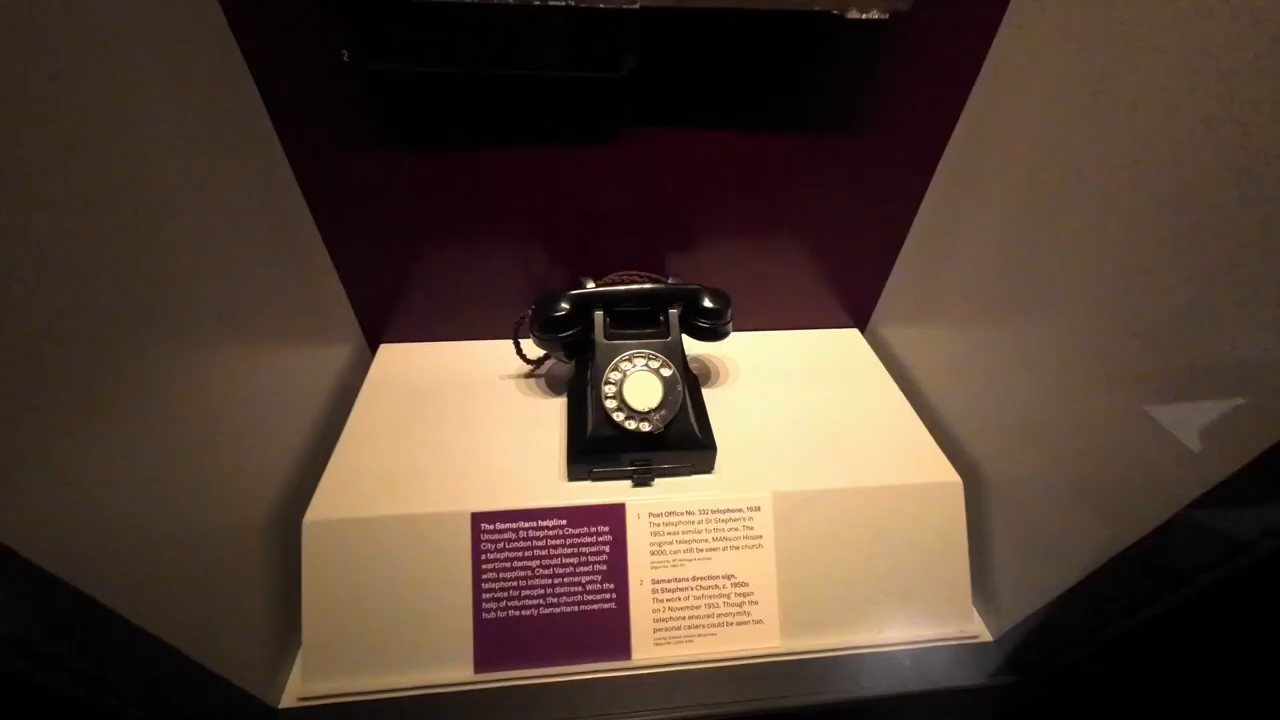 2
The Samaritans helpline
Unusually, St Stephen's Church in the
City of London had been provided with
a telephone so that builders repairing
wartime damage could keep in touch
with suppliers. Chad Varah used this
telephone to initiate an emergency
service for people in distress. With the
help of volunteers, the church became a
hub for the early Samaritans movement.
1 Post Office No. 332 telephone, 1938
The telephone at St Stephen's in
1953 was similar to this one. The
original telephone, MANsion House
9000, can still be seen at the church.
2 Samaritans direction sign,
St Stephen's Church, c. 1950s
The work of 'befriending' began
on 2 November 1953. Though the
telephone ensured anonymity,
personal callers could be seen too.